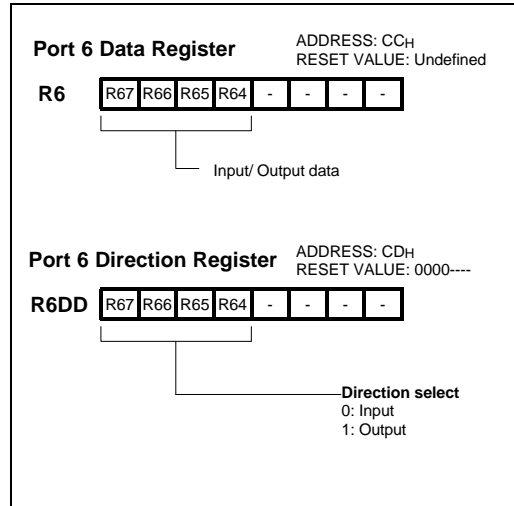 Port 6 Data Register
ADDRESS: CCH
RESET VALUE: Undefined
R6
R67 R66 R65 R64 - - - -
Input/ Output data
Port 6 Direction Register
ADDRESS: CDH
RESET VALUE: 0000----
R6DD
R67 R66 R65 R64 - - - -
Direction select
0: Input
1: Output